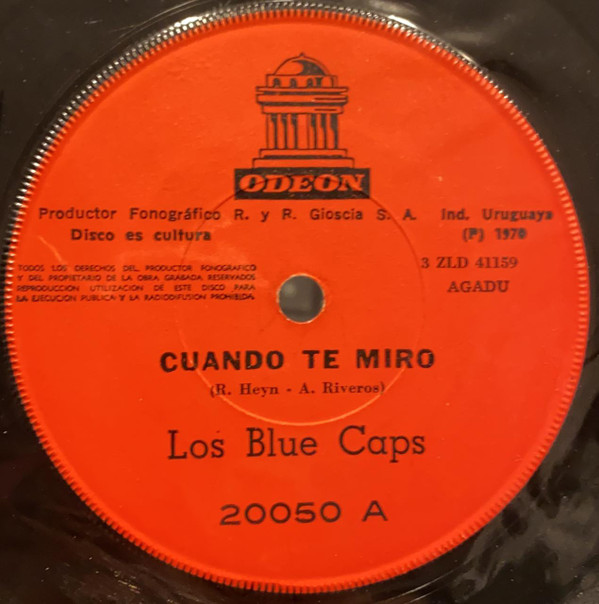 ODEON
Productor Fonográfico R. y R. Gioscia S. A. Ind. Uruguaya
Disco es cultura (P) 1970
TODOS LOS DERECHOS DEL PRODUCTOR FONOGRAFICO
Y DEL PROPIETARIO DE LA OBRA GRABADA RESERVADOS
REPRODUCCION UTILIZACION DE ESTE DISCO PARA
LA EJECUCION PUBLICA Y LA RADIODIFUSION PROHIBIDA.
3 ZLD 41159
AGADU
CUANDO TE MIRO
(R. Heyn - A. Riveros)
Los Blue Caps
20050 A